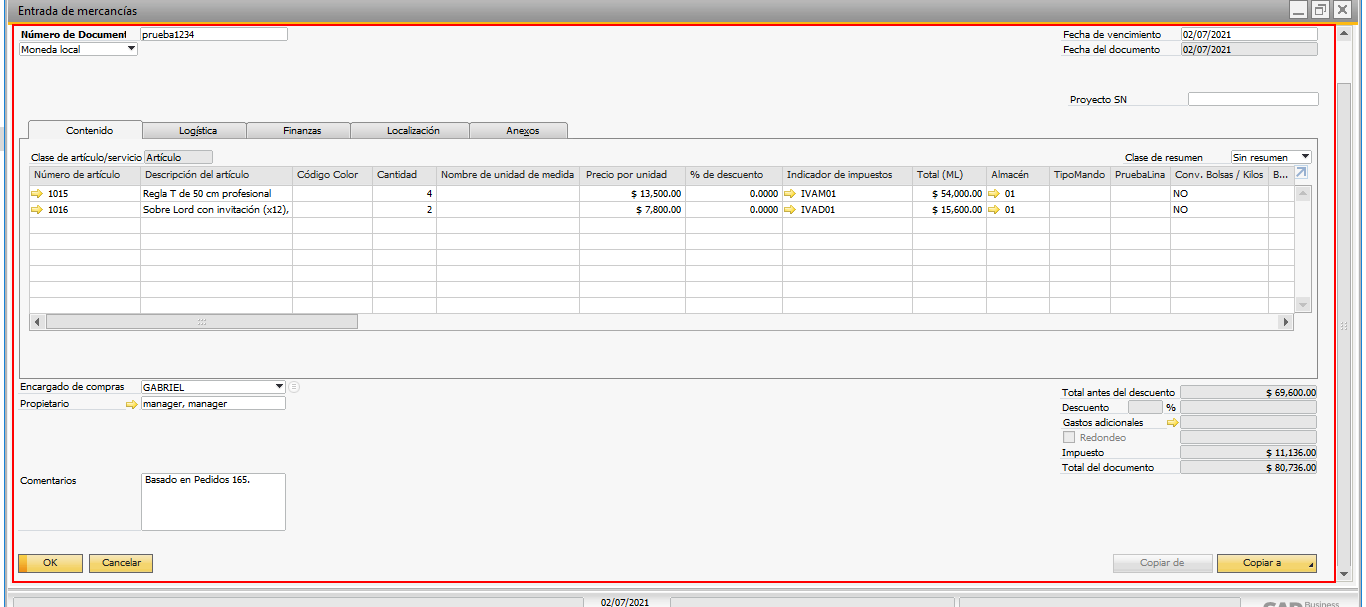 Entrada de mercancías
Número de Document prueba1234 Fecha de vencimiento 02/07/2021
Moneda local Fecha del documento 02/07/2021
Proyecto SN
Contenido Logística Finanzas Localización Anexos
Clase de artículo/servicio Artículo Clase de resumen Sin resumen
Número de artículo Descripción del artículo Código Color Cantidad Nombre de unidad de medida Precio por unidad % de descuento Indicador de impuestos Total (ML) Almacén TipoMando PruebaLina Conv. Bolsas / Kilos B...
1015 Regla T de 50 cm profesional 4 $ 13,500.00 0.0000 IVAM01 $ 54,000.00 01 NO
1016 Sobre Lord con invitación (x12), 2 $ 7,800.00 0.0000 IVAD01 $ 15,600.00 01 NO
Encargado de compras GABRIEL Total antes del descuento $ 69,600.00
Propietario manager, manager Descuento %
Gastos adicionales
Redondeo
Impuesto $ 11,136.00
Total del documento $ 80,736.00
Comentarios Basado en Pedidos 165.
OK Cancelar Copiar de Copiar a
02/07/2021 Business